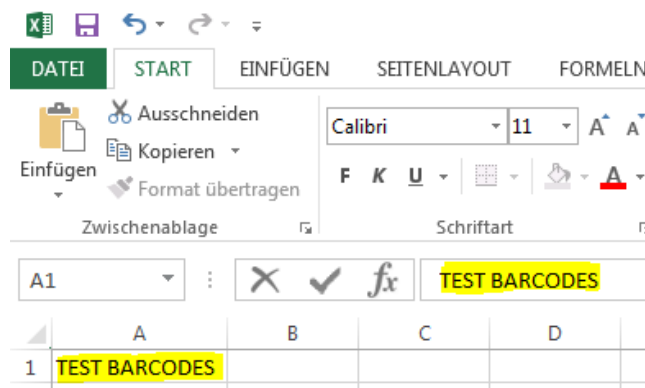 DATEI START EINFÜGEN SEITENLAYOUT FORMELN
Ausschneiden
Kopieren
Format übertragen
Einfügen
Zwischenablage
Calibri 11 A A
F K U A
Schriftart
A1 fx TEST BARCODES
A B C D
1 TEST BARCODES